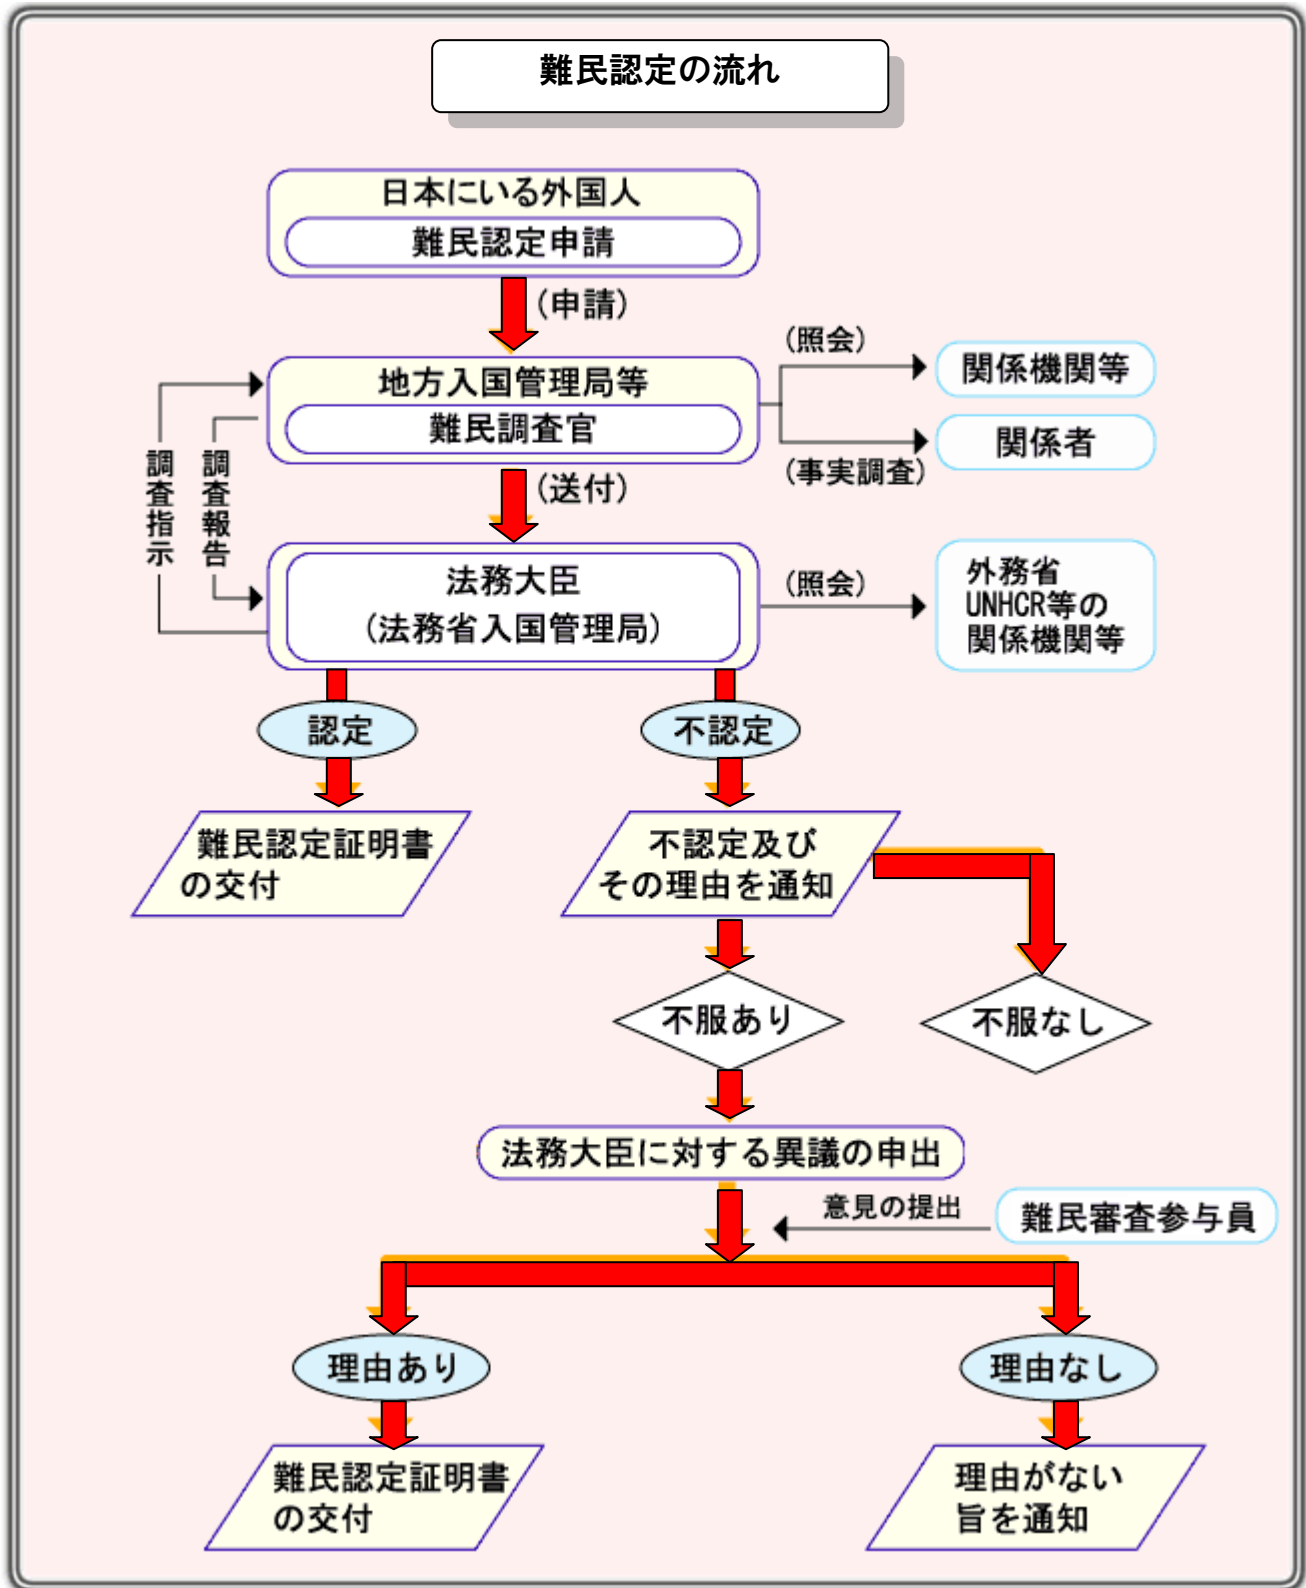 難民認定の流れ
日本にいる外国人
難民認定申請
(申請)
地方入国管理局等
難民調査官
(照会)
関係機関等
関係者
(事実調査)
調査指示
調査報告
(送付)
法務大臣
(法務省入国管理局)
(照会)
外務省
UNHCR等の
関係機関等
認定
不認定
難民認定証明書
の交付
不認定及び
その理由を通知
不服あり
不服なし
法務大臣に対する異議の申出
意見の提出
難民審査参与員
理由あり
理由なし
難民認定証明書
の交付
理由がない
旨を通知